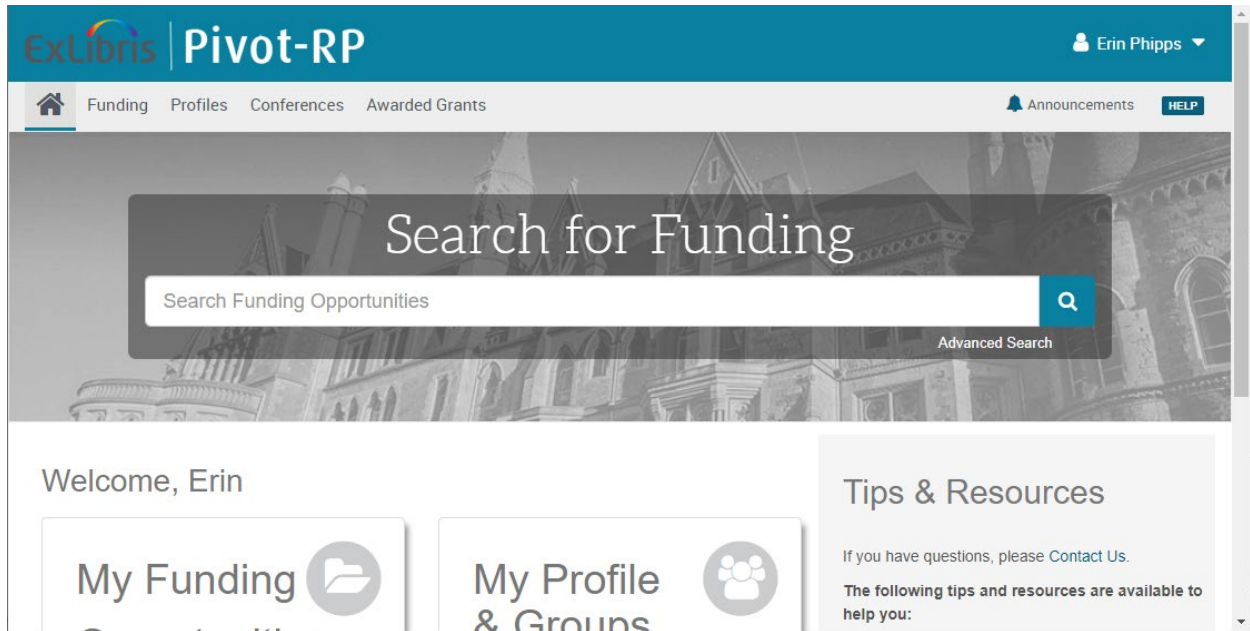 ExLibris Pivot-RP
Erin Phipps
Funding Profiles Conferences Awarded Grants
Announcements HELP
Search for Funding
Search Funding Opportunities
Advanced Search
Welcome, Erin
My Funding
My Profile
& Groups
Tips & Resources
If you have questions, please Contact Us.
The following tips and resources are available to
help you: